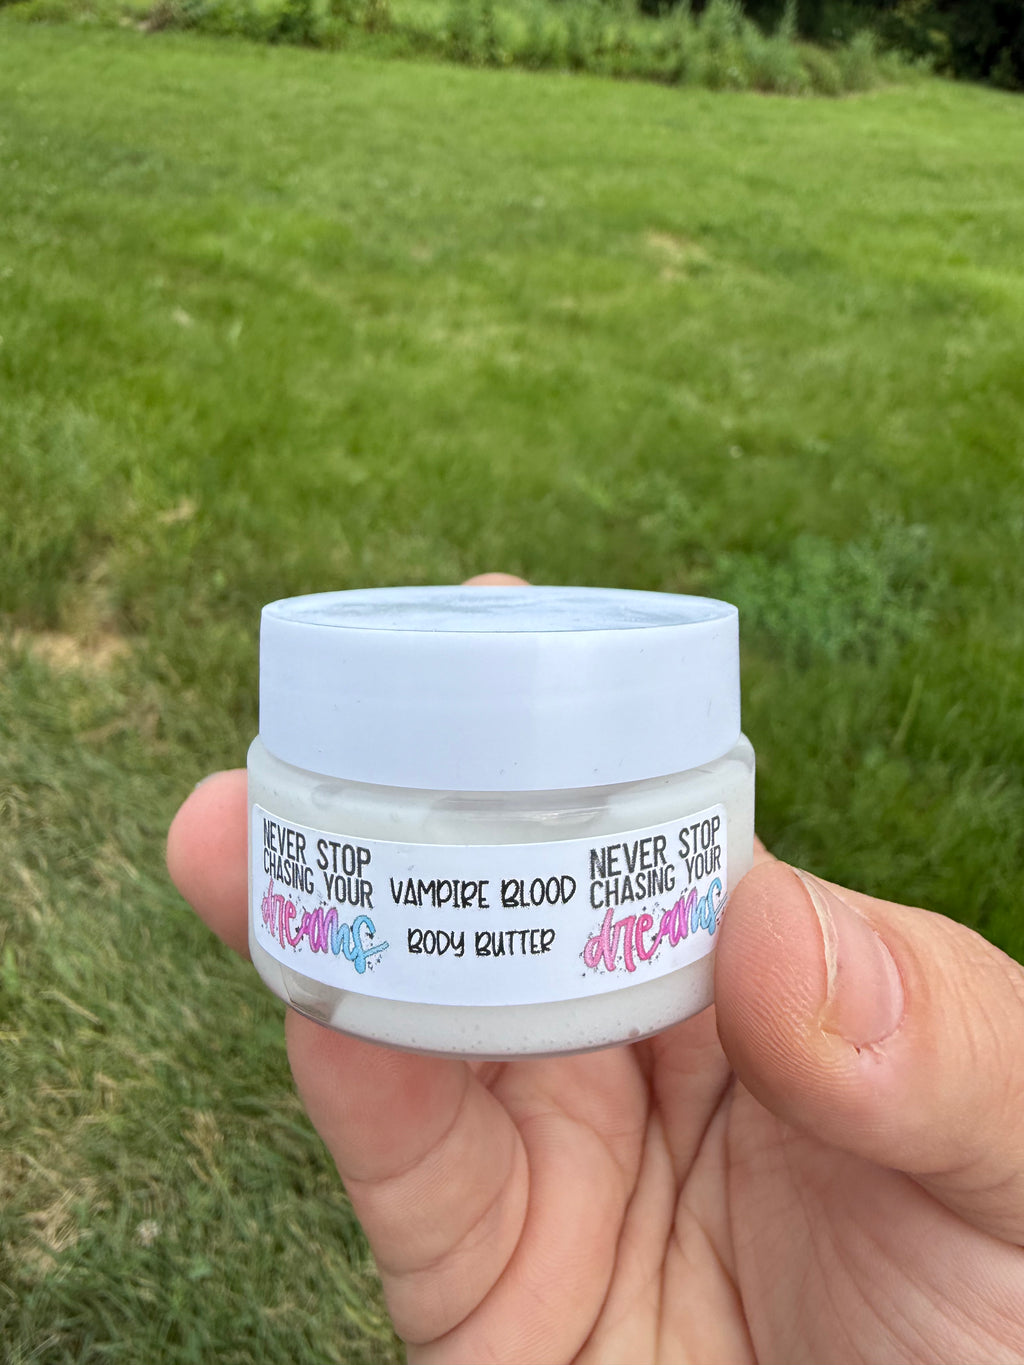 NEVER STOP
CHASING YOUR
dreams
VAMPIRE BLOOD
BODY BUTTER
NEVER STOP
CHASING YOUR
dreams